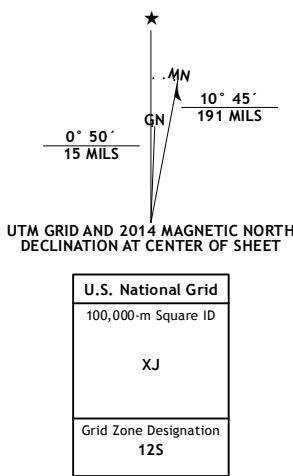 ★
MN
GN
10° 45´
191 MILS
0° 50´
15 MILS
UTM GRID AND 2014 MAGNETIC NORTH
DECLINATION AT CENTER OF SHEET
U.S. National Grid
100,000-m Square ID
XJ
Grid Zone Designation
12S